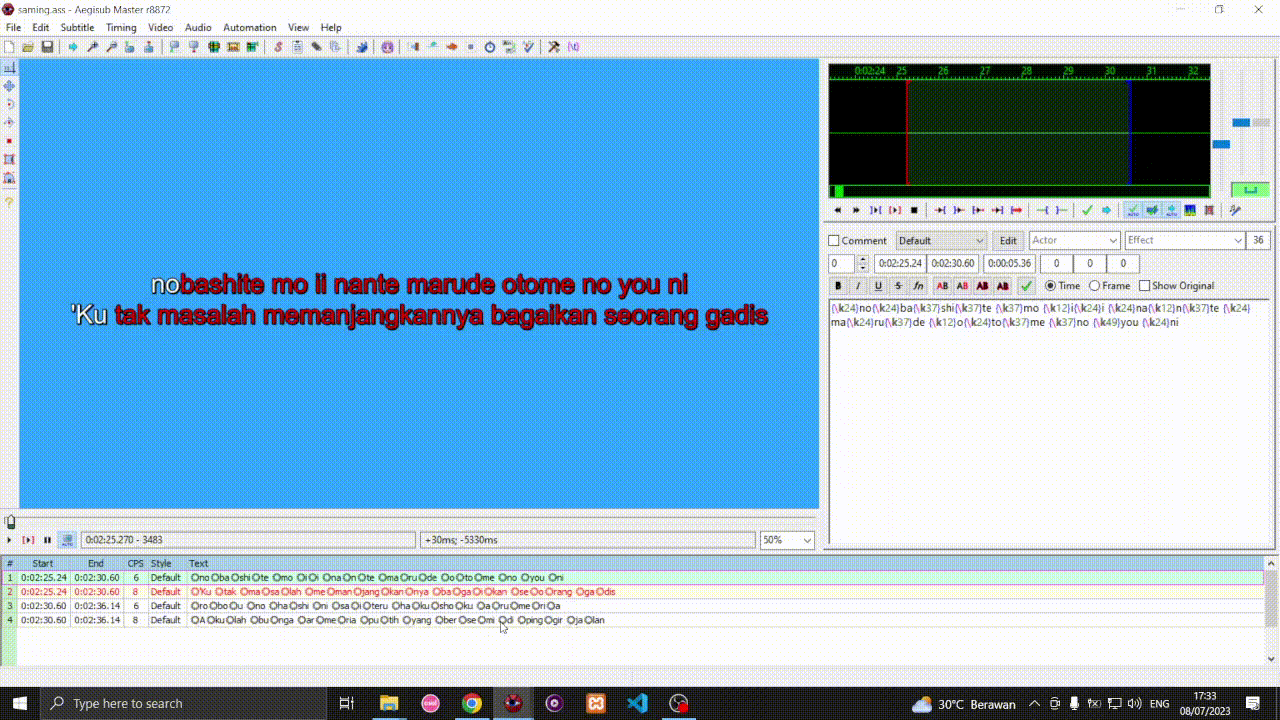 saming.ass - Aegisub Master r8872
File Edit Subtitle Timing Video Audio Automation View Help
0:02:24 25 26 27 28 29 30 31 32
Comment Default Edit Actor Effect 36
0 0:02:25.24 0:02:30.60 0:00:05.36 0 0 0
B I U S fn AB AB AB AB Time Frame Show Original
{\k24}no{\k24}ba{\k37}shi{\k37}te {\k37}mo {\k12}i{\k24}i {\k24}na{\k12}n{\k37}te {\k24}
ma{\k24}ru{\k37}de {\k12}o{\k24}to{\k37}me {\k37}no {\k49}you {\k24}ni
nobashite mo ii nante marude otome no you ni
'Ku tak masalah memanjangkannya bagaikan seorang gadis
0:02:25.270 - 3483 +30ms; -5330ms 50%
# Start End CPS Style Text
1 0:02:25.24 0:02:30.60 6 Default Ono Oba Oshi Ote Omo Oi Oi Ona On Ote Oma Oru Ode Oo Oto Ome Ono Oyou Oni
2 0:02:25.24 0:02:30.60 8 Default O'Ku Otak Oma Osa Olah Ome Oman Ojang Okan Onya Oba Oga Oi Okan Ose Oo Orang Oga Odis
3 0:02:30.60 0:02:36.14 6 Default Oro Obo Ou Ono Oha Oshi Oni Osa Oi Oteru Oha Oku Osho Oku Oa Oru Ome Ori Oa
4 0:02:30.60 0:02:36.14 8 Default OA Oku Olah Obu Onga Oar Ome Oria Opu Otih Oyang Ober Ose Omi Odi Oping Ogir Oja Olan
Type here to search
30°C Berawan ENG 17:33
08/07/2023